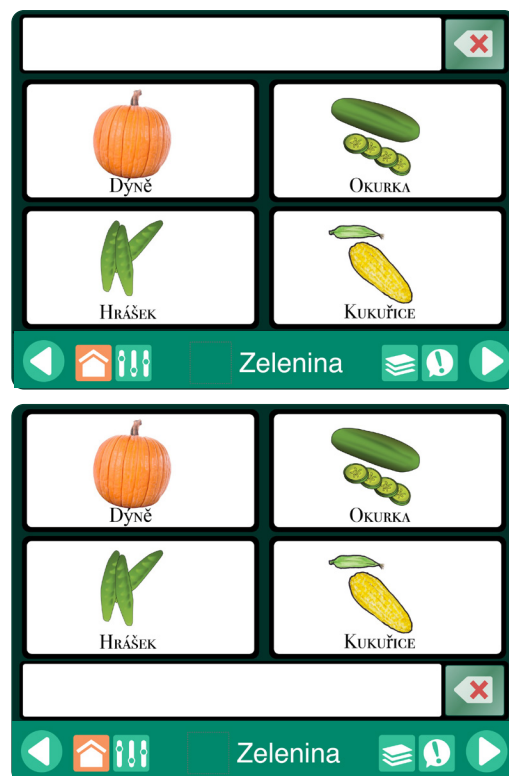 Dýně
Okurka
Hrášek
Kukuřice
Zelenina
Dýně
Okurka
Hrášek
Kukuřice
Zelenina